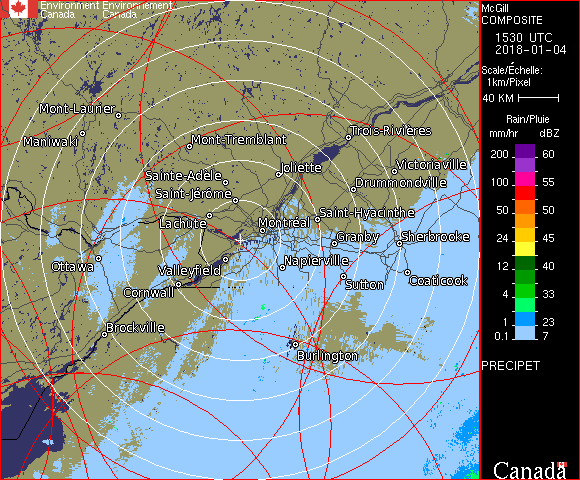 Environment Environnement
Canada Canada
McGill
COMPOSITE
1530 UTC
2018-01-04
Scale/Échelle:
1km/Pixel
40 KM
Rain/Pluie
mm/hr dBZ
200 60
100 55
50 50
24 45
12 40
4 33
1 23
0.1 7
PRECIPET
Canada
Mont-Laurier
Maniwaki
Mont-Tremblant
Trois-Rivières
Joliette
Victoriaville
Sainte-Adèle
Drummondville
Saint-Jérôme
Lachute
Saint-Hyacinthe
Montréal
Granby
Sherbrooke
Ottawa
Valleyfield
Napierville
Coaticook
Sutton
Cornwall
Brockville
Burlington